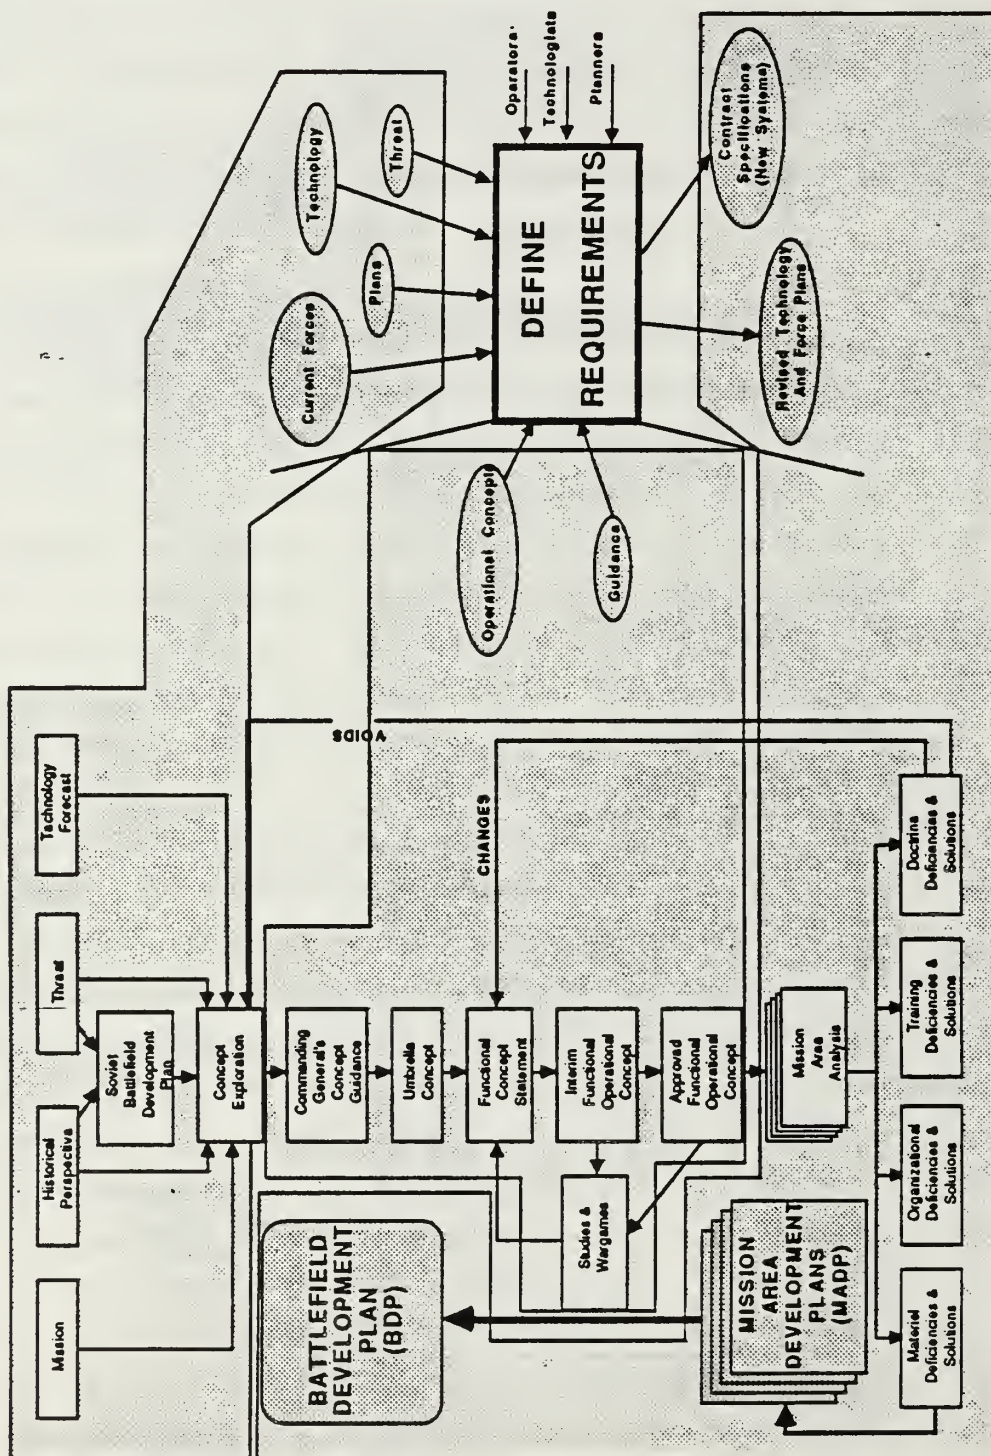 Mission
Historical
Perspective
Threat
Technology
Forecast
Soviet
Battlefield
Development
Plan
Concept
Exploration
Commanding
General's
Concept
Guidance
Umbrella
Concept
Functional
Concept
Statement
Interim
Functional
Operational
Concept
Approved
Functional
Operational
Concept
Studies &
Wargames
Mission
Area
Analysis
CHANGES
VOIDS
BATTLEFIELD
DEVELOPMENT
PLAN
(BDP)
MISSION
AREA
DEVELOPMENT
PLANS
(MADP)
Materiel
Deficiencies &
Solutions
Organizational
Deficiencies &
Solutions
Training
Deficiencies &
Solutions
Doctrine
Deficiencies &
Solutions
Current Forces
Technology
Plans
Threat
Operational Concepts
Guidance
DEFINE
REQUIREMENTS
Operators
Technologists
Planners
Revised Technology
And Force Plans
Contract
Specifications
(New Systems)